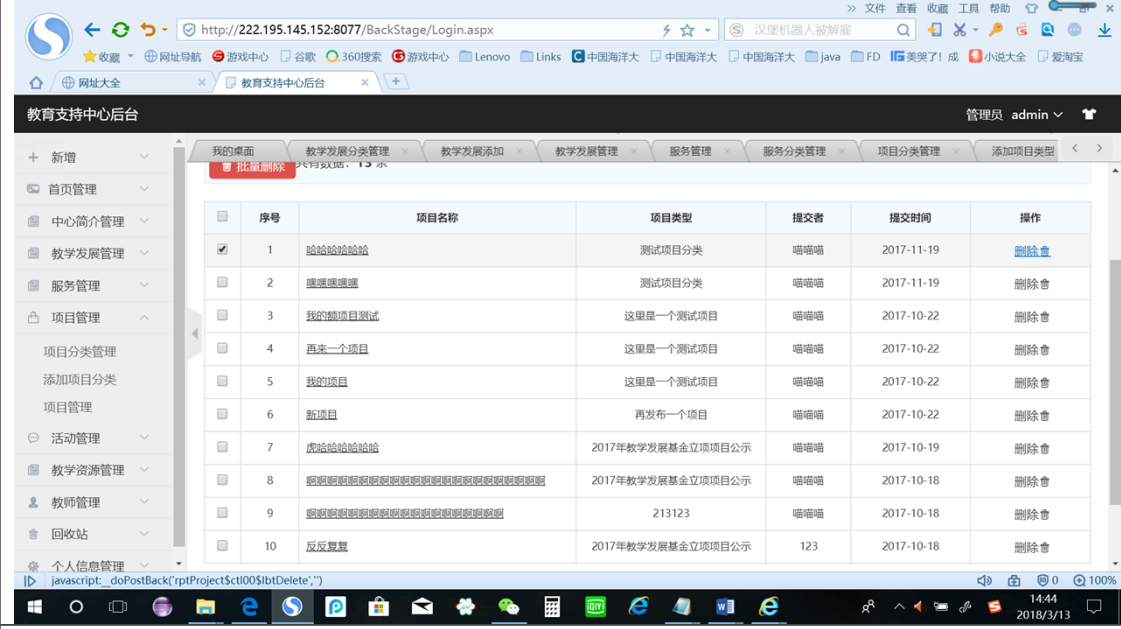 文件 查看 收藏 工具 帮助
http://222.195.145.152:8077/BackStage/Login.aspx
汉堡机器人被解雇
收藏 网址导航 游戏中心 谷歌 360搜索 游戏中心 Lenovo Links 中国海洋大 中国海洋大 中国海洋大 java FD 美哭了！成 小说大全 爱淘宝
网址大全 教育支持中心后台
教育支持中心后台 管理员 admin
我的桌面 教学发展分类管理 教学发展添加 教学发展管理 服务管理 服务分类管理 项目分类管理 添加项目类型
新增
首页管理
中心简介管理
教学发展管理
服务管理
项目管理
项目分类管理
添加项目分类
项目管理
活动管理
教学资源管理
教师管理
回收站
个人信息管理
批量删除 共有数据：13 条
序号 项目名称 项目类型 提交者 提交时间 操作
1 哈哈哈哈哈哈 测试项目分类 喵喵喵 2017-11-19 删除
2 嘿嘿嘿嘿嘿 测试项目分类 喵喵喵 2017-11-19 删除
3 我的额项目测试 这里是一个测试项目 喵喵喵 2017-10-22 删除
4 再来一个项目 这里是一个测试项目 喵喵喵 2017-10-22 删除
5 我的项目 这里是一个测试项目 喵喵喵 2017-10-22 删除
6 新项目 再发布一个项目 喵喵喵 2017-10-22 删除
7 虎哈哈哈哈哈哈 2017年教学发展基金立项项目公示 喵喵喵 2017-10-19 删除
8 啊啊啊啊啊啊啊啊啊啊啊啊啊啊啊啊啊啊啊啊啊啊啊 2017年教学发展基金立项项目公示 喵喵喵 2017-10-18 删除
9 啊啊啊啊啊啊啊啊啊啊啊啊啊啊啊啊啊啊啊 213123 喵喵喵 2017-10-18 删除
10 反反复复 2017年教学发展基金立项项目公示 123 2017-10-18 删除
javascript:__doPostBack('rptProject$ctl00$lbtDelete','')
0 100%
14:44
2018/3/13